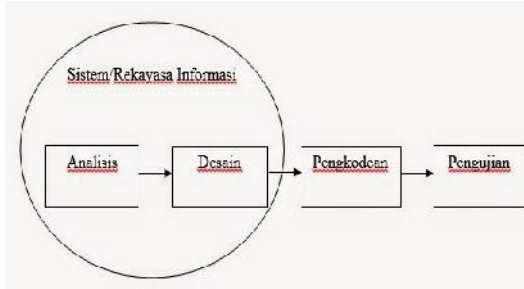 Sistem/Rekayasa Informasi
Analisis
Desain
Pengkodean
Pengujian